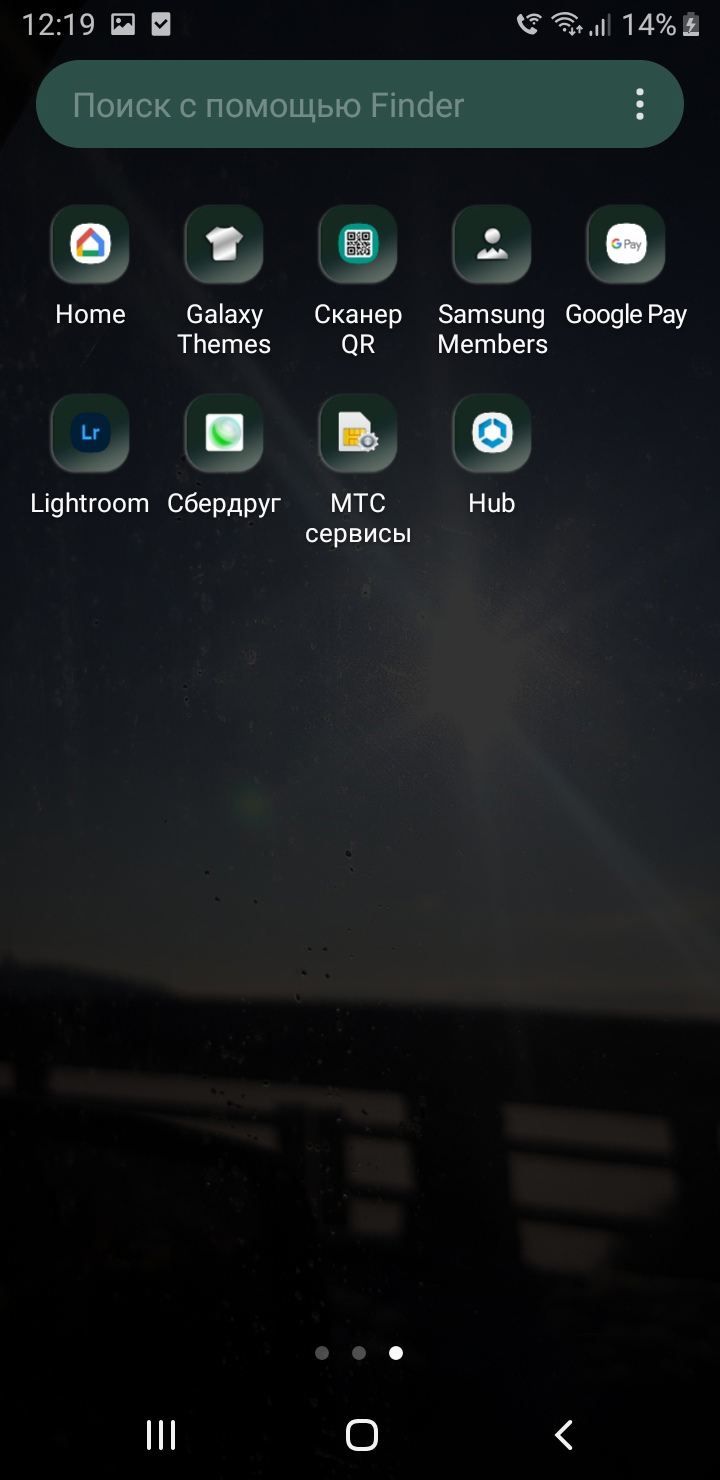 12:19 14%
Поиск с помощью Finder
Home Galaxy Themes Сканер QR Samsung Members G Pay Google Pay
Lr Lightroom Сбердруг МТС сервисы Hub